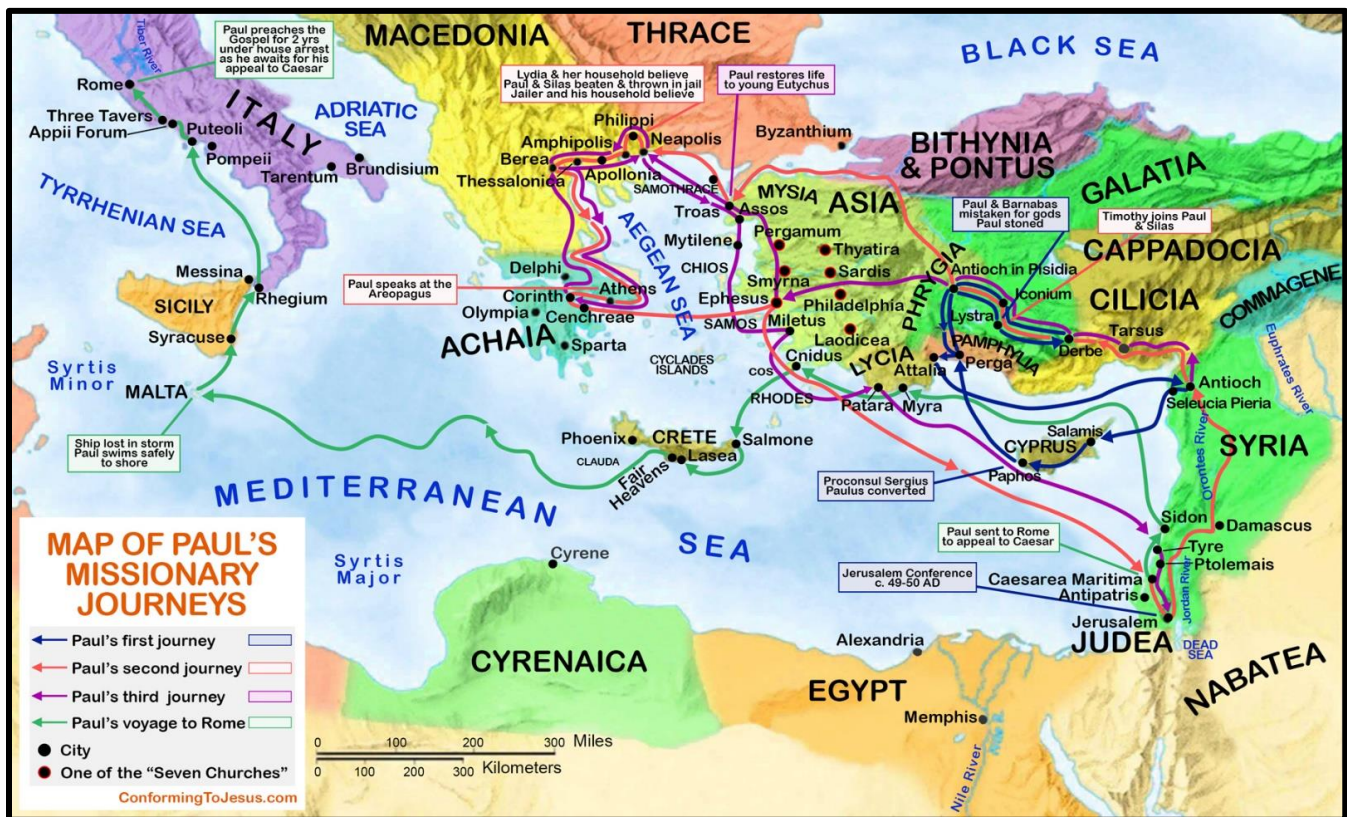 MACEDONIA
THRACE
BLACK SEA
Tiber River
Paul preaches the
Gospel for 2 yrs
under house arrest
as he awaits for his
appeal to Caesar
Lydia & her household believe
Paul & Silas beaten & thrown in jail
Jailer and his household believe
Paul restores life
to young Eutychus
Rome
ITALY
ADRIATIC
SEA
Three Tavers
Appii Forum
Puteoli
Pompeii
Tarentum
Brundisium
Philippi
Neapolis
Amphipolis
Berea
Thessalonica
Apollonia
Byzanthium
BITHYNIA
& PONTUS
GALATIA
SAMOTHRACE
MYSIA
ASIA
Assos
Troas
Paul & Barnabas
mistaken for gods
Paul stoned
Timothy joins Paul
& Silas
CAPPADOCIA
TYRRHENIAN SEA
AEGEAN SEA
Mytilene
Pergamum
Thyatira
CHIOS
Smyrna
Sardis
PHRYGIA
Antioch in Pisidia
Iconium
CILICIA
COMMAGENE
Messina
SICILY
Rhegium
Syracuse
Paul speaks at the
Areopagus
Delphi
Athens
Corinth
Olympia
Cenchreae
ACHAIA
Sparta
Ephesus
Philadelphia
SAMOS
Miletus
Laodicea
Lystra
Derbe
Tarsus
Euphrates River
PAMPHYLIA
Perga
LYCIA
Attalia
Cnidus
CYCLADES
ISLANDS
COS
RHODES
Patara
Myra
Antioch
Seleucia Pieria
Syrtis
Minor
MALTA
Ship lost in storm
Paul swims safely
to shore
Phoenix
CRETE
Salmone
CLAUDA
Lasea
Fair
Heavens
Salamis
CYPRUS
Paphos
SYRIA
Orontes River
Proconsul Sergius
Paulus converted
MEDITERRANEAN
SEA
Paul sent to Rome
to appeal to Caesar
Sidon
Damascus
Tyre
Ptolemais
Jerusalem Conference
c. 49-50 AD
Caesarea Maritima
Antipatris
Jordan River
Jerusalem
JUDEA
DEAD
SEA
NABATEA
Syrtis
Major
Cyrene
CYRENAICA
Alexandria
EGYPT
Memphis
Nile River
MAP OF PAUL'S
MISSIONARY
JOURNEYS
Paul's first journey
Paul's second journey
Paul's third journey
Paul's voyage to Rome
City
One of the "Seven Churches"
ConformingToJesus.com
0 100 200 300 Miles
0 100 200 300 Kilometers